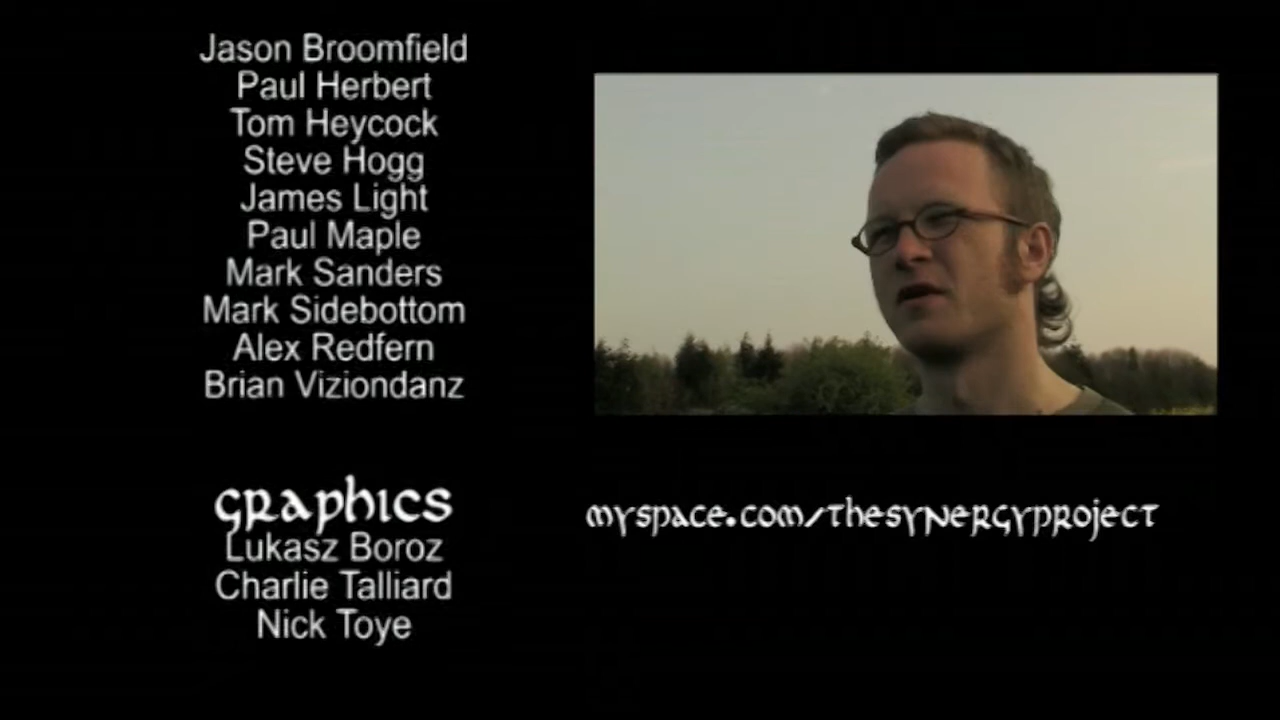 Jason Broomfield
Paul Herbert
Tom Heycock
Steve Hogg
James Light
Paul Maple
Mark Sanders
Mark Sidebottom
Alex Redfern
Brian Viziondanz
graphics
Lukasz Boroz
Charlie Talliard
Nick Toye
myspace.com/thesynergyproject